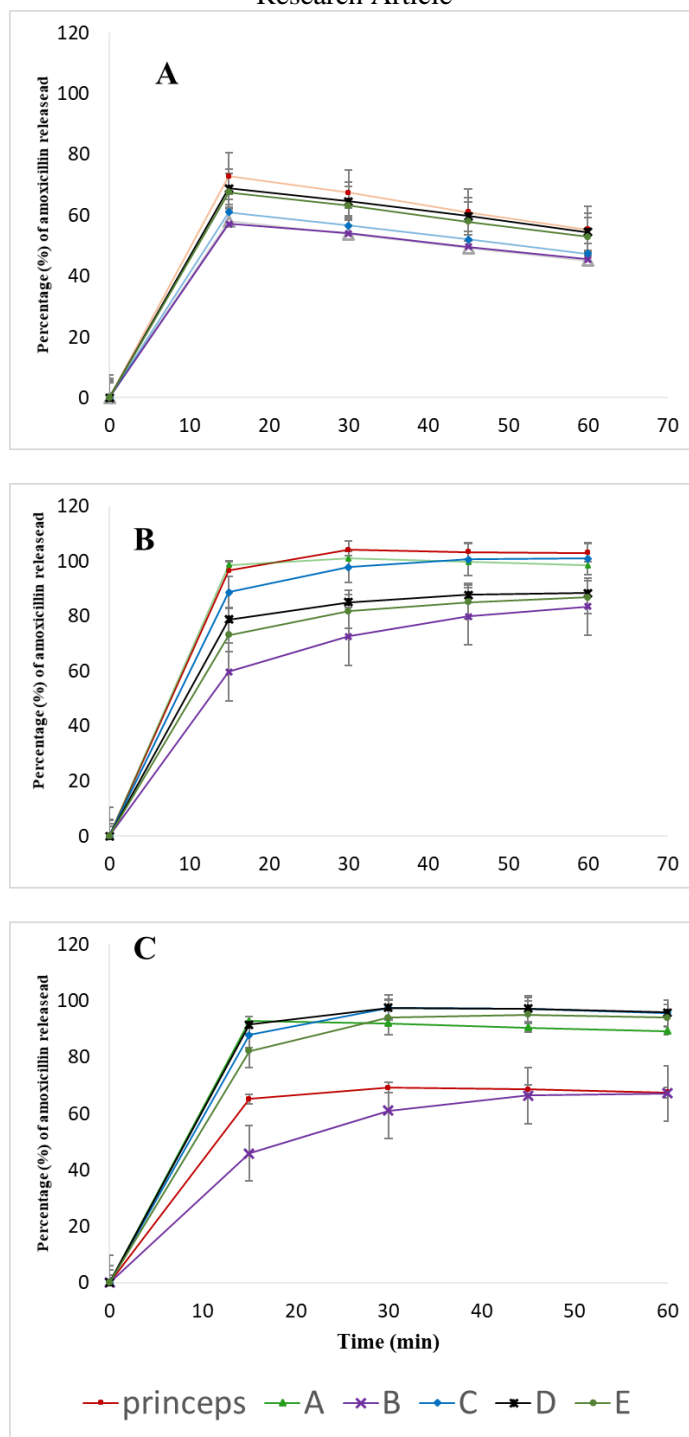 Research Article
A
Percentage (%) of amoxicillin releasead
120
100
80
60
40
20
0
0 10 20 30 40 50 60 70
B
Percentage (%) of amoxicillin releasead
120
100
80
60
40
20
0
0 10 20 30 40 50 60 70
C
Percentage (%) of amoxicillin releasead
120
100
80
60
40
20
0
0 10 20 30 40 50 60
Time (min)
princeps A B C D E